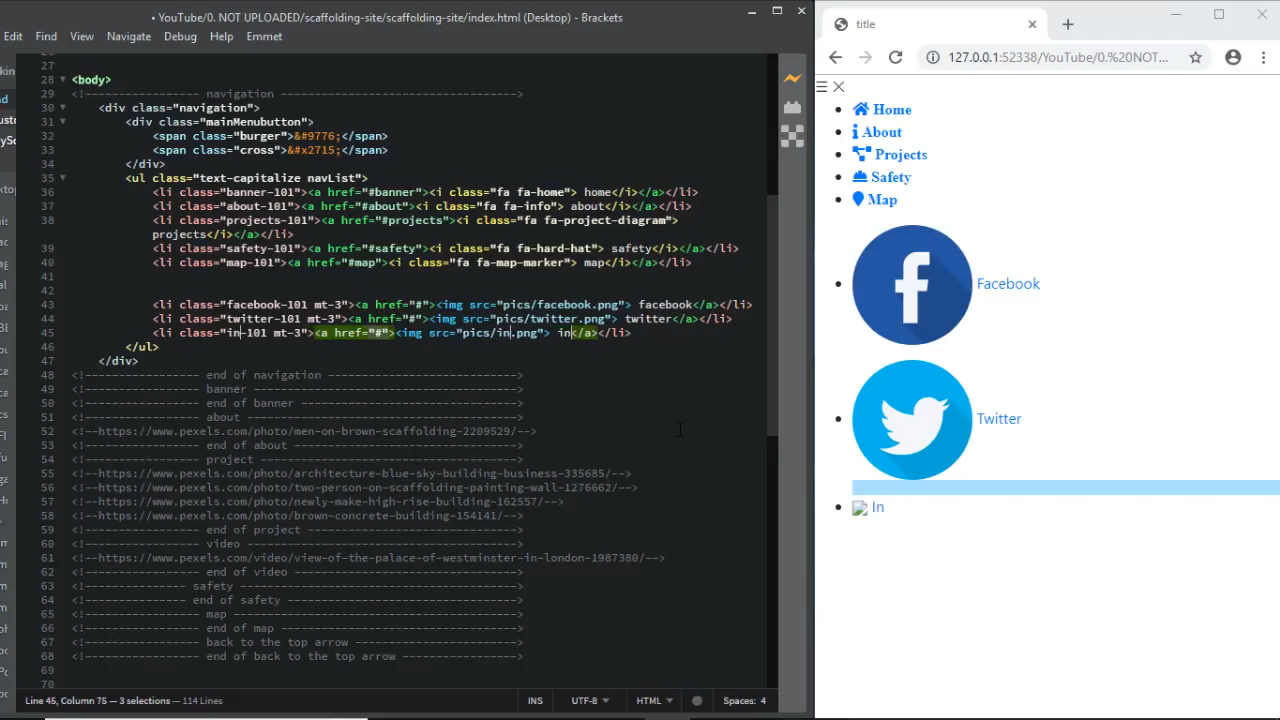 • YouTube/0. NOT UPLOADED/scaffolding-site/scaffolding-site/index.html (Desktop) - Brackets
Edit Find View Navigate Debug Help Emmet
27
28 <body>
29 <!----------------- navigation ----------------------------------->
30 <div class="navigation">
31 <div class="mainMenubutton">
32 <span class="burger">&#9776;</span>
33 <span class="cross">&#x2715;</span>
34 </div>
35 <ul class="text-capitalize navList">
36 <li class="banner-101"><a href="#banner"><i class="fa fa-home"> home</i></a></li>
37 <li class="about-101"><a href="#about"><i class="fa fa-info"> about</i></a></li>
38 <li class="projects-101"><a href="#projects"><i class="fa fa-project-diagram">
projects</i></a></li>
39 <li class="safety-101"><a href="#safety"><i class="fa fa-hard-hat"> safety</i></a></li>
40 <li class="map-101"><a href="#map"><i class="fa fa-map-marker"> map</i></a></li>
41
42
43 <li class="facebook-101 mt-3"><a href="#"><img src="pics/facebook.png"> facebook</a></li>
44 <li class="twitter-101 mt-3"><a href="#"><img src="pics/twitter.png"> twitter</a></li>
45 <li class="in-101 mt-3"><a href="#"><img src="pics/in.png"> in</a></li>
46 </ul>
47 </div>
48 <!----------------- end of navigation ---------------------------->
49 <!----------------- banner --------------------------------------->
50 <!----------------- end of banner -------------------------------->
51 <!----------------- about ---------------------------------------->
52 <!--https://www.pexels.com/photo/men-on-brown-scaffolding-2209529/-->
53 <!----------------- end of about --------------------------------->
54 <!----------------- project -------------------------------------->
55 <!--https://www.pexels.com/photo/architecture-blue-sky-building-business-335685/-->
56 <!--https://www.pexels.com/photo/two-person-on-scaffolding-painting-wall-1276662/-->
57 <!--https://www.pexels.com/photo/newly-make-high-rise-building-162557/-->
58 <!--https://www.pexels.com/photo/brown-concrete-building-154141/-->
59 <!----------------- end of project ------------------------------->
60 <!----------------- video ---------------------------------------->
61 <!--https://www.pexels.com/video/view-of-the-palace-of-westminster-in-london-1987380/-->
62 <!----------------- end of video --------------------------------->
63 <!--------------- safety ----------------------------------------->
64 <!--------------- end of safety ---------------------------------->
65 <!----------------- map ------------------------------------------>
66 <!----------------- end of map ----------------------------------->
67 <!----------------- back to the top arrow ------------------------>
68 <!----------------- end of back to the top arrow ----------------->
69
70
Line 45, Column 75 — 3 selections — 114 Lines
INS UTF-8 HTML Spaces: 4
title
127.0.0.1:52338/YouTube/0.%20NOT...
☰ ✕
Home
About
Projects
Safety
Map
Facebook
Twitter
In